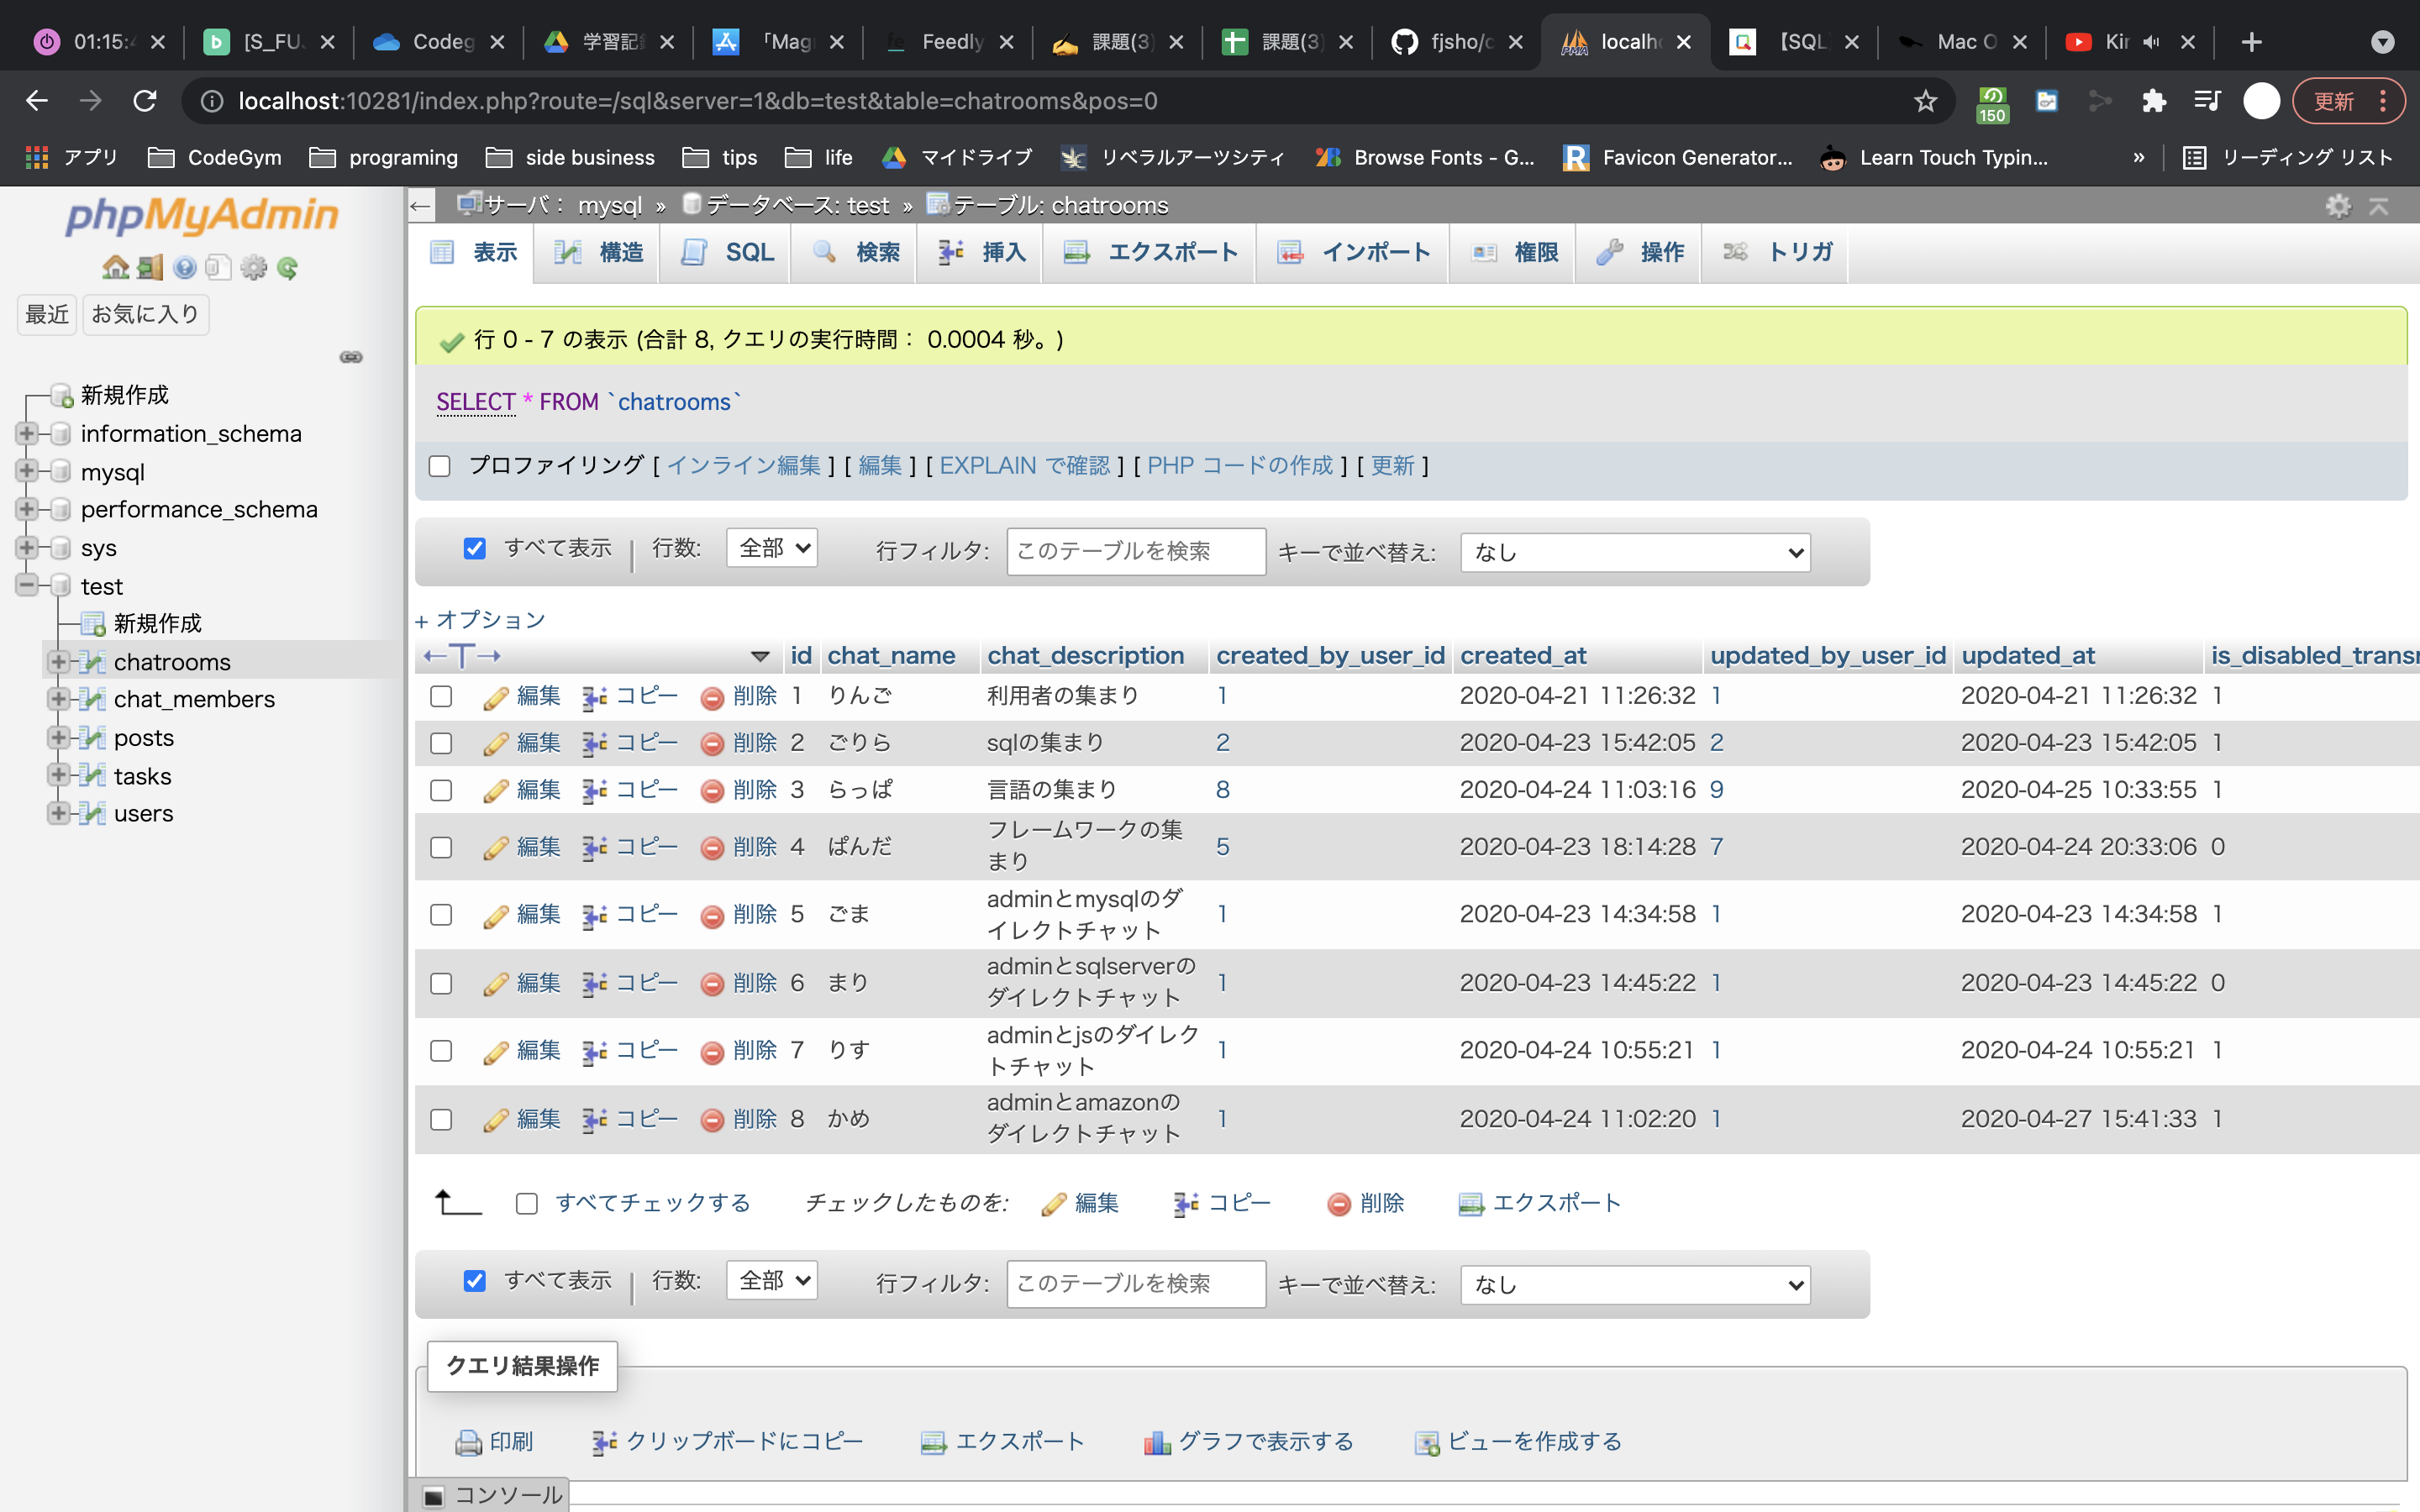 01:15:4
[S_FU
Codeg
学習記録
「Mag
Feedly
課題(3)
課題(3)
fjsho/c
localho
【SQL
Mac O
Kir
localhost:10281/index.php?route=/sql&server=1&db=test&table=chatrooms&pos=0
150
更新
アプリ
CodeGym
programing
side business
tips
life
マイドライブ
リベラルアーツシティ
Browse Fonts - G...
Favicon Generator...
Learn Touch Typin...
»
リーディング リスト
phpMyAdmin
最近 お気に入り
新規作成
information_schema
mysql
performance_schema
sys
test
新規作成
chatrooms
chat_members
posts
tasks
users
サーバ： mysql » データベース: test » テーブル: chatrooms
表示 構造 SQL 検索 挿入 エクスポート インポート 権限 操作 トリガ
行 0 - 7 の表示 (合計 8, クエリの実行時間： 0.0004 秒。)
SELECT * FROM `chatrooms`
プロファイリング [ インライン編集 ] [ 編集 ] [ EXPLAIN で確認 ] [ PHP コードの作成 ] [ 更新 ]
すべて表示 | 行数: 全部 行フィルタ: このテーブルを検索 キーで並べ替え: なし
+ オプション
←T→ id chat_name chat_description created_by_user_id created_at updated_by_user_id updated_at is_disabled_transm
編集 コピー 削除 1 りんご 利用者の集まり 1 2020-04-21 11:26:32 1 2020-04-21 11:26:32 1
編集 コピー 削除 2 ごりら sqlの集まり 2 2020-04-23 15:42:05 2 2020-04-23 15:42:05 1
編集 コピー 削除 3 らっぱ 言語の集まり 8 2020-04-24 11:03:16 9 2020-04-25 10:33:55 1
編集 コピー 削除 4 ぱんだ フレームワークの集まり 5 2020-04-23 18:14:28 7 2020-04-24 20:33:06 0
編集 コピー 削除 5 ごま adminとmysqlのダイレクトチャット 1 2020-04-23 14:34:58 1 2020-04-23 14:34:58 1
編集 コピー 削除 6 まり adminとsqlserverのダイレクトチャット 1 2020-04-23 14:45:22 1 2020-04-23 14:45:22 0
編集 コピー 削除 7 りす adminとjsのダイレクトチャット 1 2020-04-24 10:55:21 1 2020-04-24 10:55:21 1
編集 コピー 削除 8 かめ adminとamazonのダイレクトチャット 1 2020-04-24 11:02:20 1 2020-04-27 15:41:33 1
すべてチェックする チェックしたものを: 編集 コピー 削除 エクスポート
すべて表示 | 行数: 全部 行フィルタ: このテーブルを検索 キーで並べ替え: なし
クエリ結果操作
印刷 クリップボードにコピー エクスポート グラフで表示する ビューを作成する
コンソール